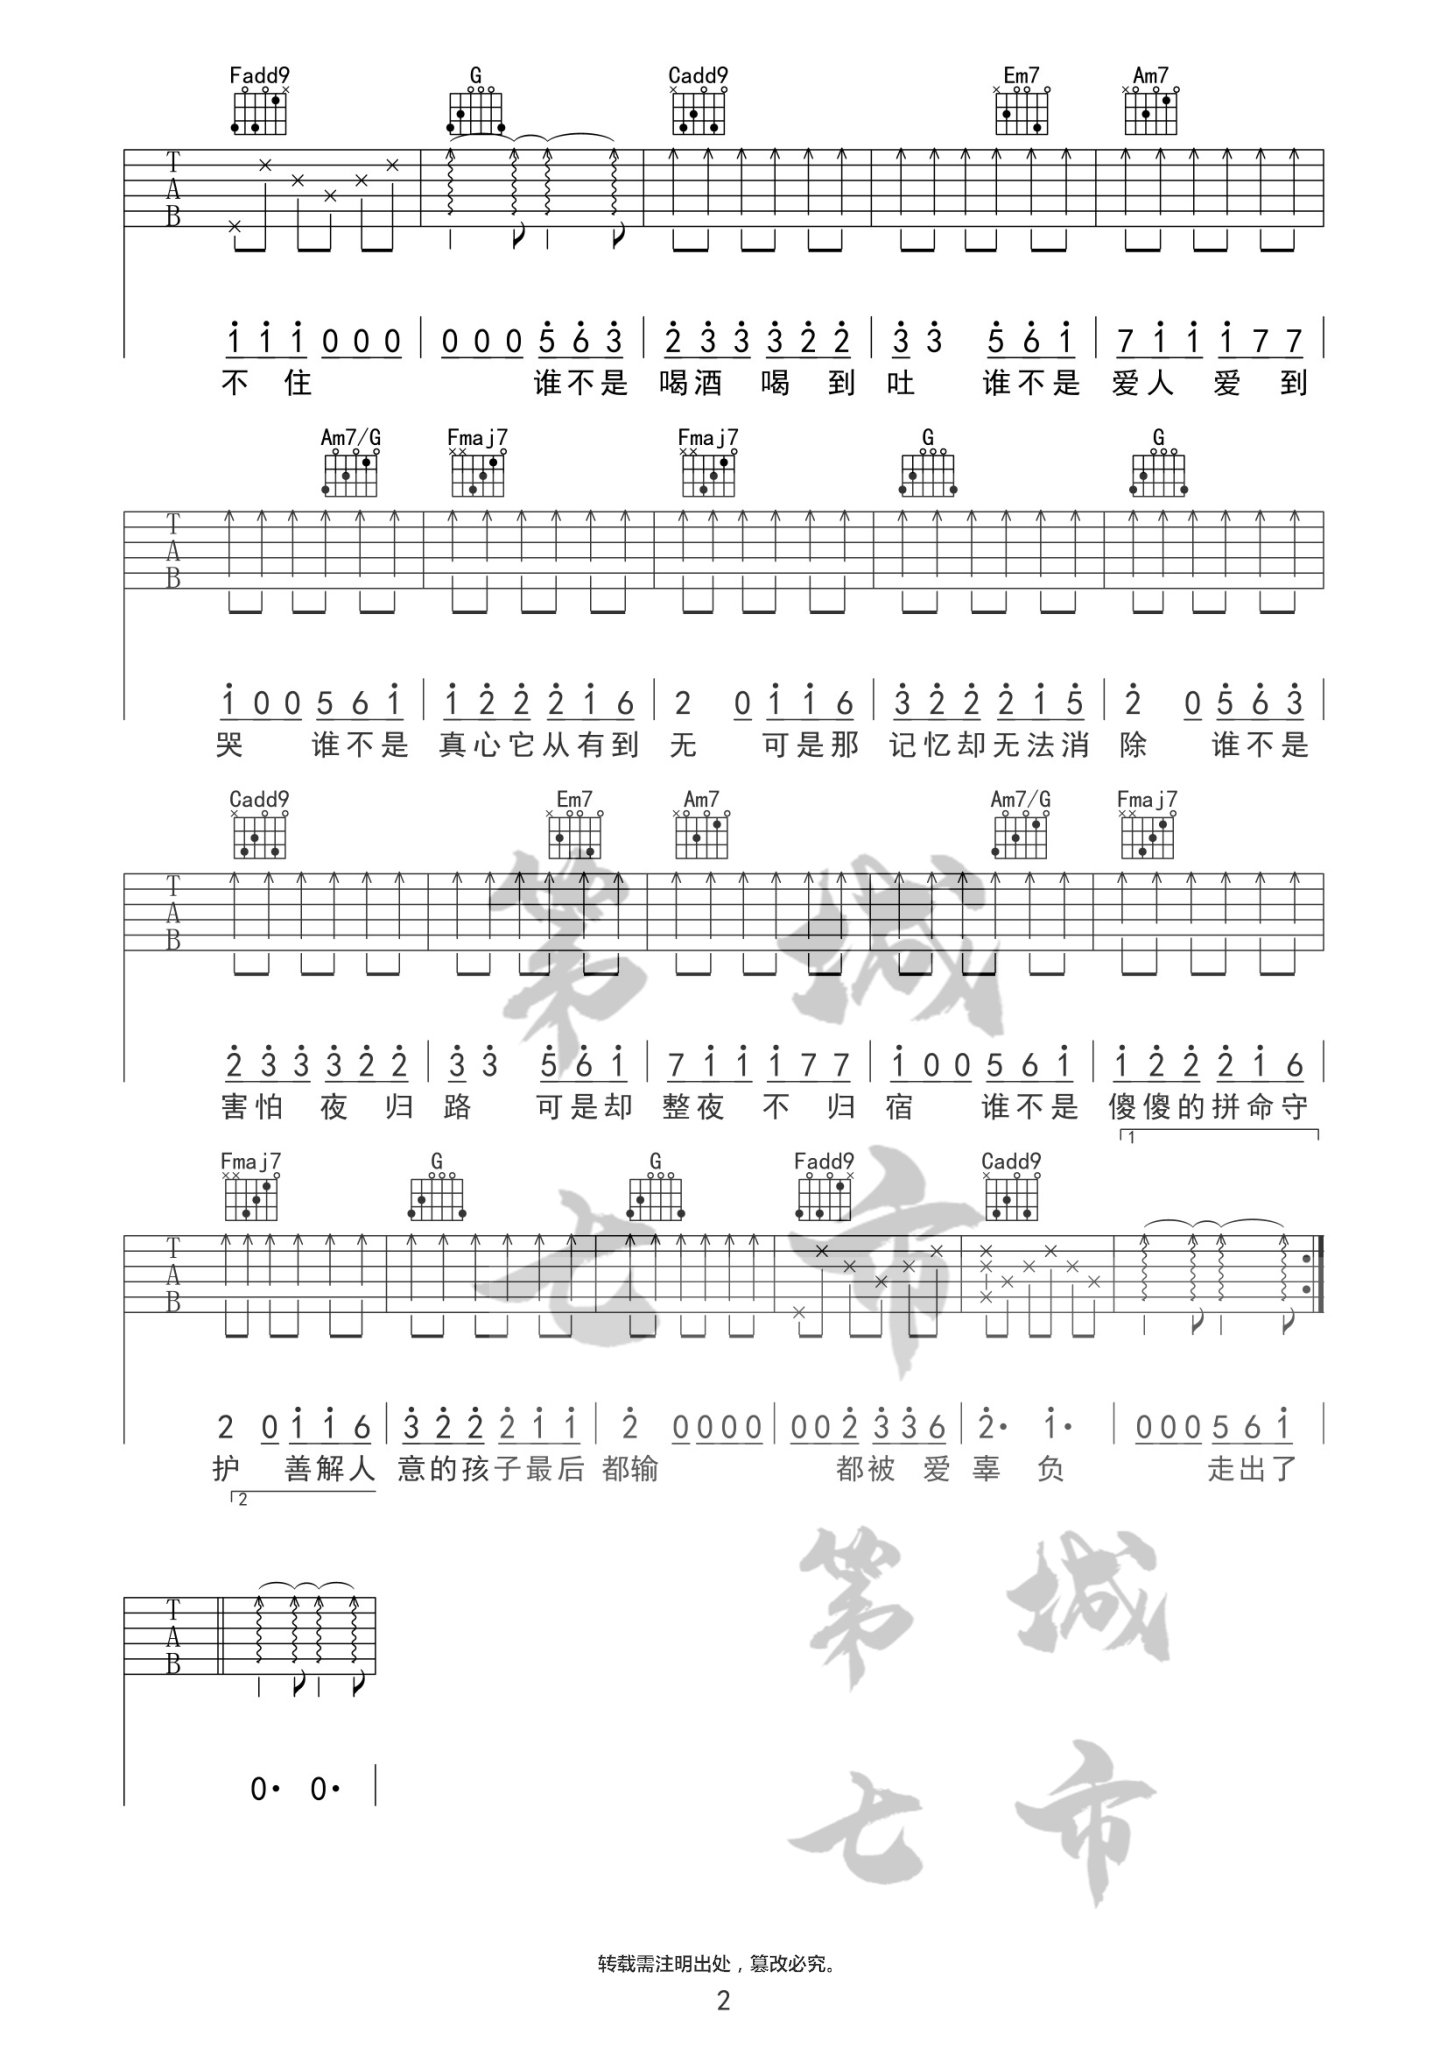 Fadd9 G Cadd9 Em7 Am7
T
A
B
1 1 1 0 0 0 0 0 0 5 6 3 2 3 3 3 2 2 3 3 5 6 1 7 1 1 1 7 7
不 住 谁不是 喝酒 喝 到 吐 谁不是 爱人 爱 到
Am7/G Fmaj7 Fmaj7 G G
T
A
B
1 0 0 5 6 1 1 2 2 2 1 6 2 0 1 1 6 3 2 2 2 1 5 2 0 5 6 3
哭 谁不是 真心它从有到 无 可是那 记忆却无法消 除 谁不是
Cadd9 Em7 Am7 Am7/G Fmaj7
T
A
B
2 3 3 3 2 2 3 3 5 6 1 7 1 1 1 7 7 1 0 0 5 6 1 1 2 2 2 1 6
害怕 夜 归 路 可是却 整夜 不 归 宿 谁不是 傻傻的拼命守
1
Fmaj7 G G Fadd9 Cadd9
T
A
B
2 0 1 1 6 3 2 2 2 1 1 2 0 0 0 0 0 0 2 3 3 6 2· 1· 0 0 0 5 6 1
护 善解人 意的孩子最后 都输 都被 爱 辜 负 走出了
2
T
A
B
0· 0·
第 城
七 市
第 城
七 市
转载需注明出处，篡改必究。
2